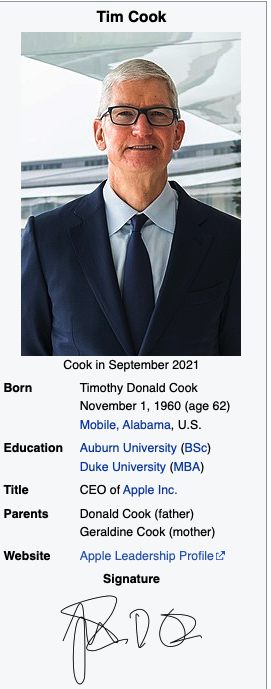 Tim Cook
Cook in September 2021
Born Timothy Donald Cook
November 1, 1960 (age 62)
Mobile, Alabama, U.S.
Education Auburn University (BSc)
Duke University (MBA)
Title CEO of Apple Inc.
Parents Donald Cook (father)
Geraldine Cook (mother)
Website Apple Leadership Profile
Signature